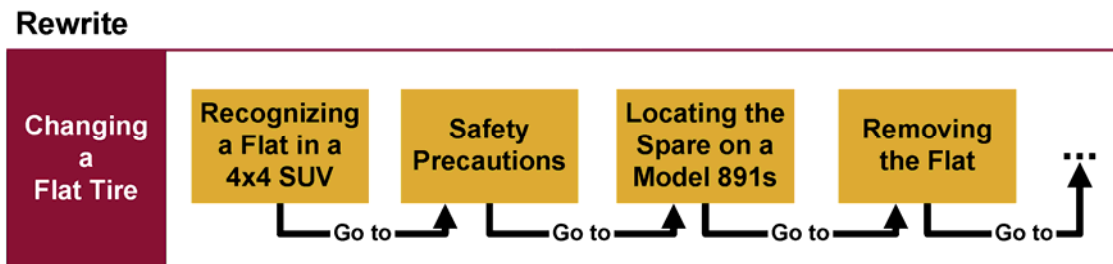 Rewrite
Changing
a
Flat Tire
Recognizing
a Flat in a
4x4 SUV
Safety
Precautions
Locating the
Spare on a
Model 891s
Removing
the Flat
...
Go to
Go to
Go to
Go to